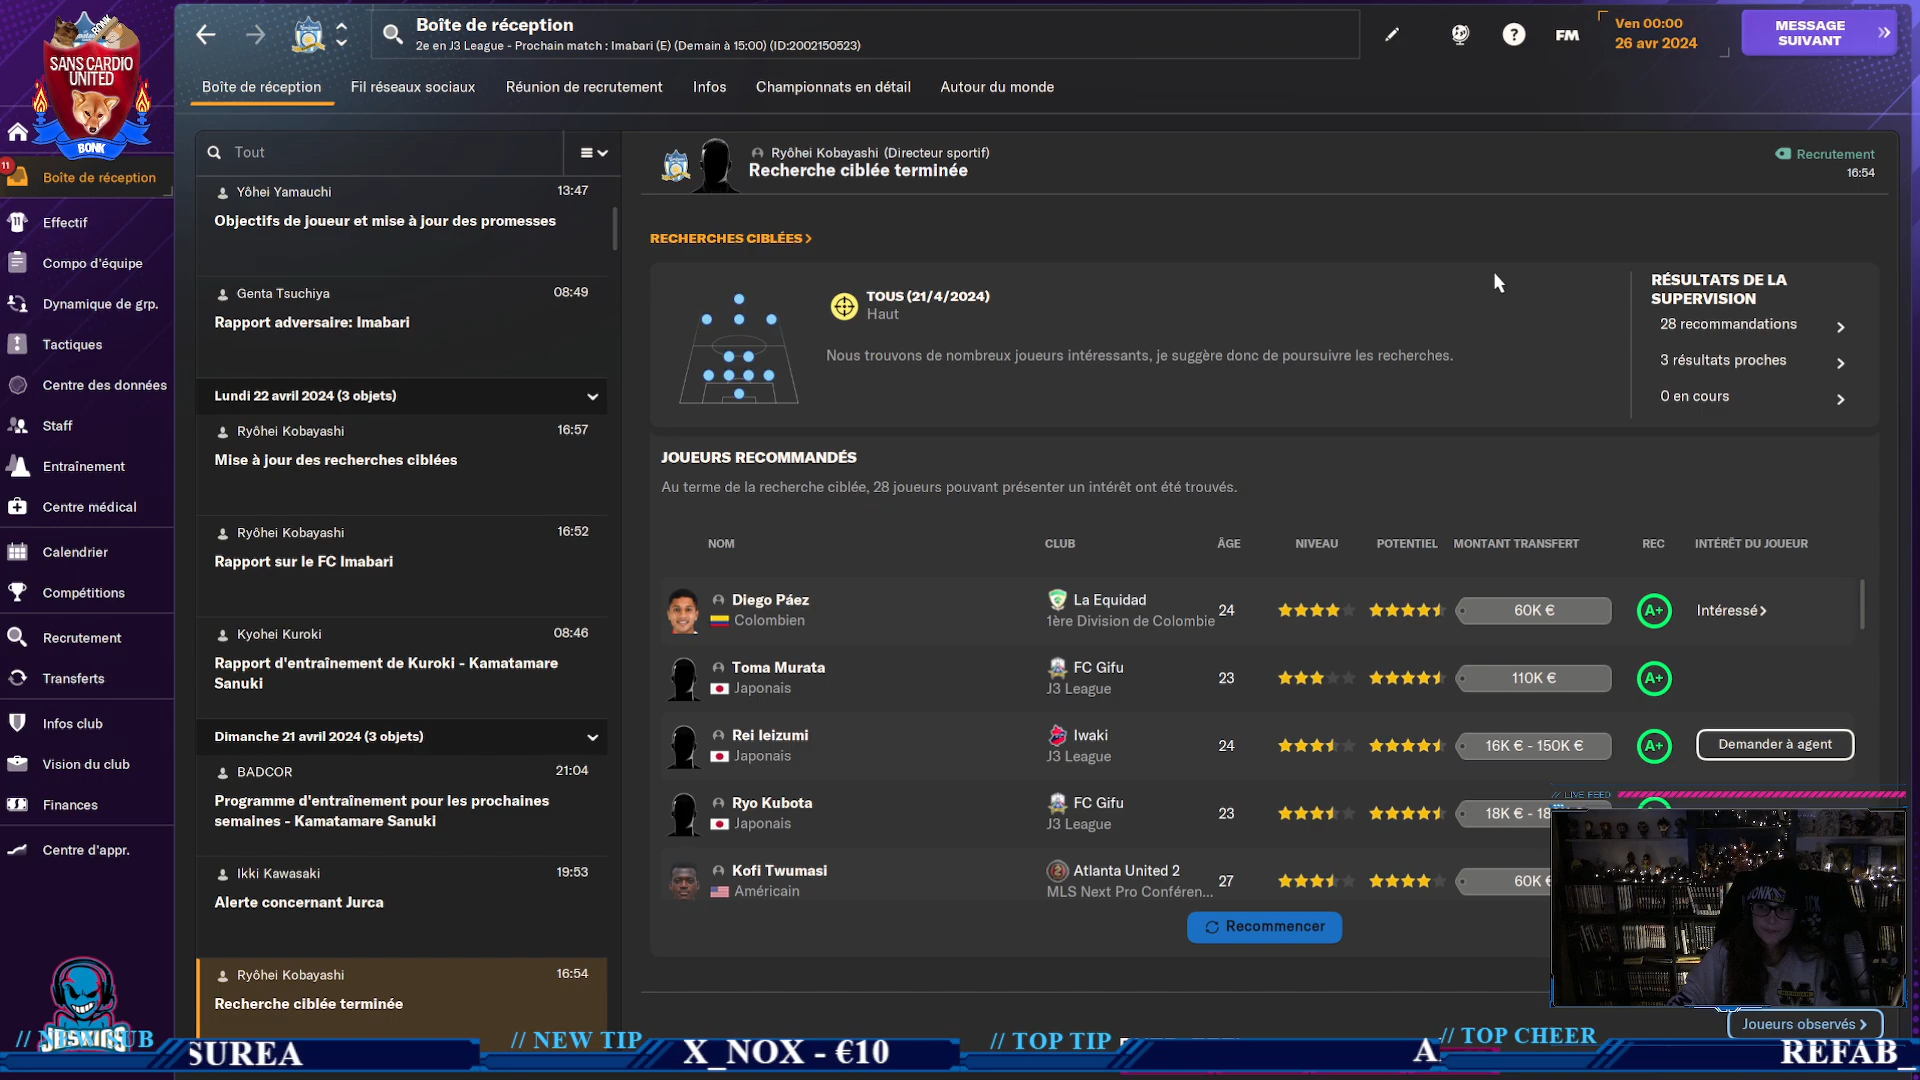 SANS CARDIO
UNITED
BONK
BONK
Boîte de réception
2e en J3 League - Prochain match : Imabari (E) (Demain à 15:00) (ID:2002150523)
FM
Ven 00:00
26 avr 2024
MESSAGE
SUIVANT
Boîte de réception
Fil réseaux sociaux
Réunion de recrutement
Infos
Championnats en détail
Autour du monde
11
Boîte de réception
Effectif
Compo d'équipe
Dynamique de grp.
Tactiques
Centre des données
Staff
Entraînement
Centre médical
Calendrier
Compétitions
Recrutement
Transferts
Infos club
Vision du club
Finances
Centre d'appr.
Tout
Yôhei Yamauchi 13:47
Objectifs de joueur et mise à jour des promesses
Genta Tsuchiya 08:49
Rapport adversaire: Imabari
Lundi 22 avril 2024 (3 objets)
Ryôhei Kobayashi 16:57
Mise à jour des recherches ciblées
Ryôhei Kobayashi 16:52
Rapport sur le FC Imabari
Kyohei Kuroki 08:46
Rapport d'entraînement de Kuroki - Kamatamare
Sanuki
Dimanche 21 avril 2024 (3 objets)
BADCOR 21:04
Programme d'entraînement pour les prochaines
semaines - Kamatamare Sanuki
Ikki Kawasaki 19:53
Alerte concernant Jurca
Ryôhei Kobayashi 16:54
Recherche ciblée terminée
Ryôhei Kobayashi (Directeur sportif)
Recherche ciblée terminée
Recrutement
16:54
RECHERCHES CIBLÉES >
TOUS (21/4/2024)
Haut
Nous trouvons de nombreux joueurs intéressants, je suggère donc de poursuivre les recherches.
RÉSULTATS DE LA
SUPERVISION
28 recommandations
3 résultats proches
0 en cours
JOUEURS RECOMMANDÉS
Au terme de la recherche ciblée, 28 joueurs pouvant présenter un intérêt ont été trouvés.
NOM CLUB ÂGE NIVEAU POTENTIEL MONTANT TRANSFERT REC INTÉRÊT DU JOUEUR
Diego Páez La Equidad 24 60K € A+ Intéressé >
Colombien 1ère Division de Colombie
Toma Murata FC Gifu 23 110K € A+
Japonais J3 League
Rei Ieizumi Iwaki 24 16K € - 150K € A+ Demander à agent
Japonais J3 League
Ryo Kubota FC Gifu 23 18K € - 18
Japonais J3 League
Kofi Twumasi Atlanta United 2 27 60K €
Américain MLS Next Pro Conféren...
Recommencer
// LIVE FEED
Joueurs observés >
// NEW SUB
// NEW TIP
// TOP TIP
// TOP CHEER
SUREA
X_NOX - €10
A
REFAB_